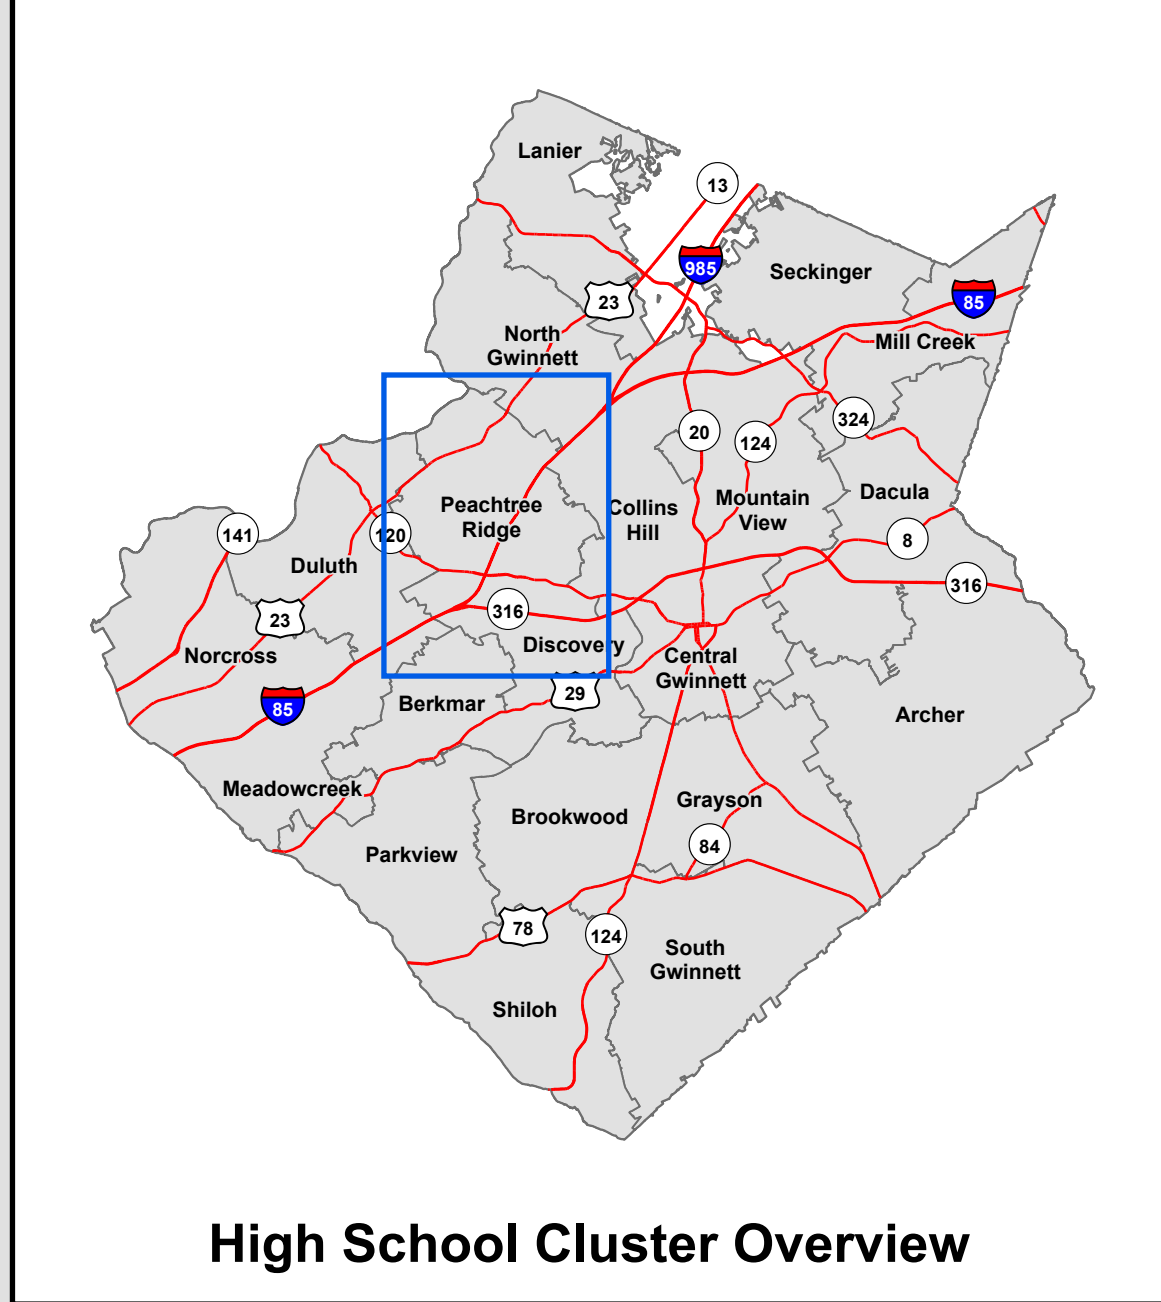 Lanier
13
985
Seckinger
23
85
North
Gwinnett
Mill Creek
20
124
324
Peachtree
Ridge
Collins
Hill
Mountain
View
Dacula
141
120
8
Duluth
316
23
316
Norcross
Discovery
Central
Gwinnett
85
Berkmar
29
Archer
Meadowcreek
Brookwood
Grayson
Parkview
84
78
124
South
Gwinnett
Shiloh
High School Cluster Overview